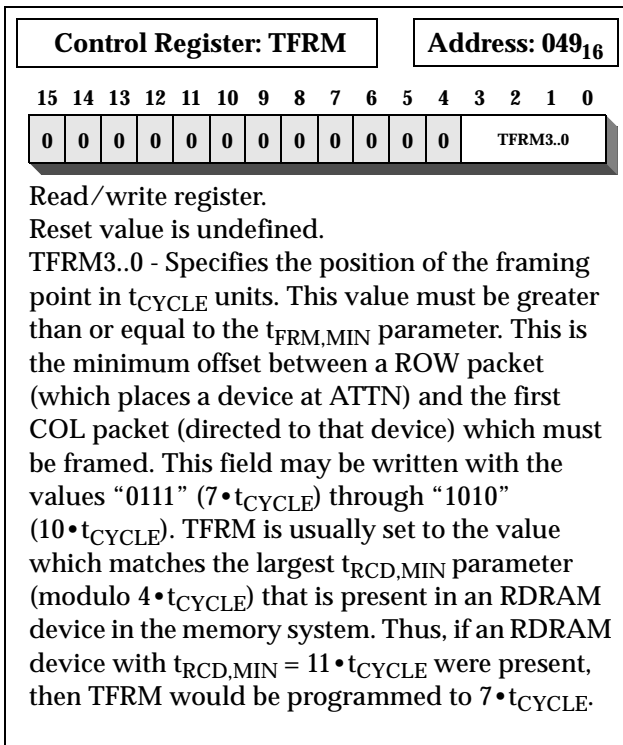 Control Register: TFRM Address: 049₁₆
15 14 13 12 11 10 9 8 7 6 5 4 3 2 1 0
0 0 0 0 0 0 0 0 0 0 0 0 TFRM3..0
Read/write register.
Reset value is undefined.
TFRM3..0 - Specifies the position of the framing
point in tCYCLE units. This value must be greater
than or equal to the tFRM,MIN parameter. This is
the minimum offset between a ROW packet
(which places a device at ATTN) and the first
COL packet (directed to that device) which must
be framed. This field may be written with the
values “0111” (7•tCYCLE) through “1010”
(10•tCYCLE). TFRM is usually set to the value
which matches the largest tRCD,MIN parameter
(modulo 4•tCYCLE) that is present in an RDRAM
device in the memory system. Thus, if an RDRAM
device with tRCD,MIN = 11•tCYCLE were present,
then TFRM would be programmed to 7•tCYCLE.